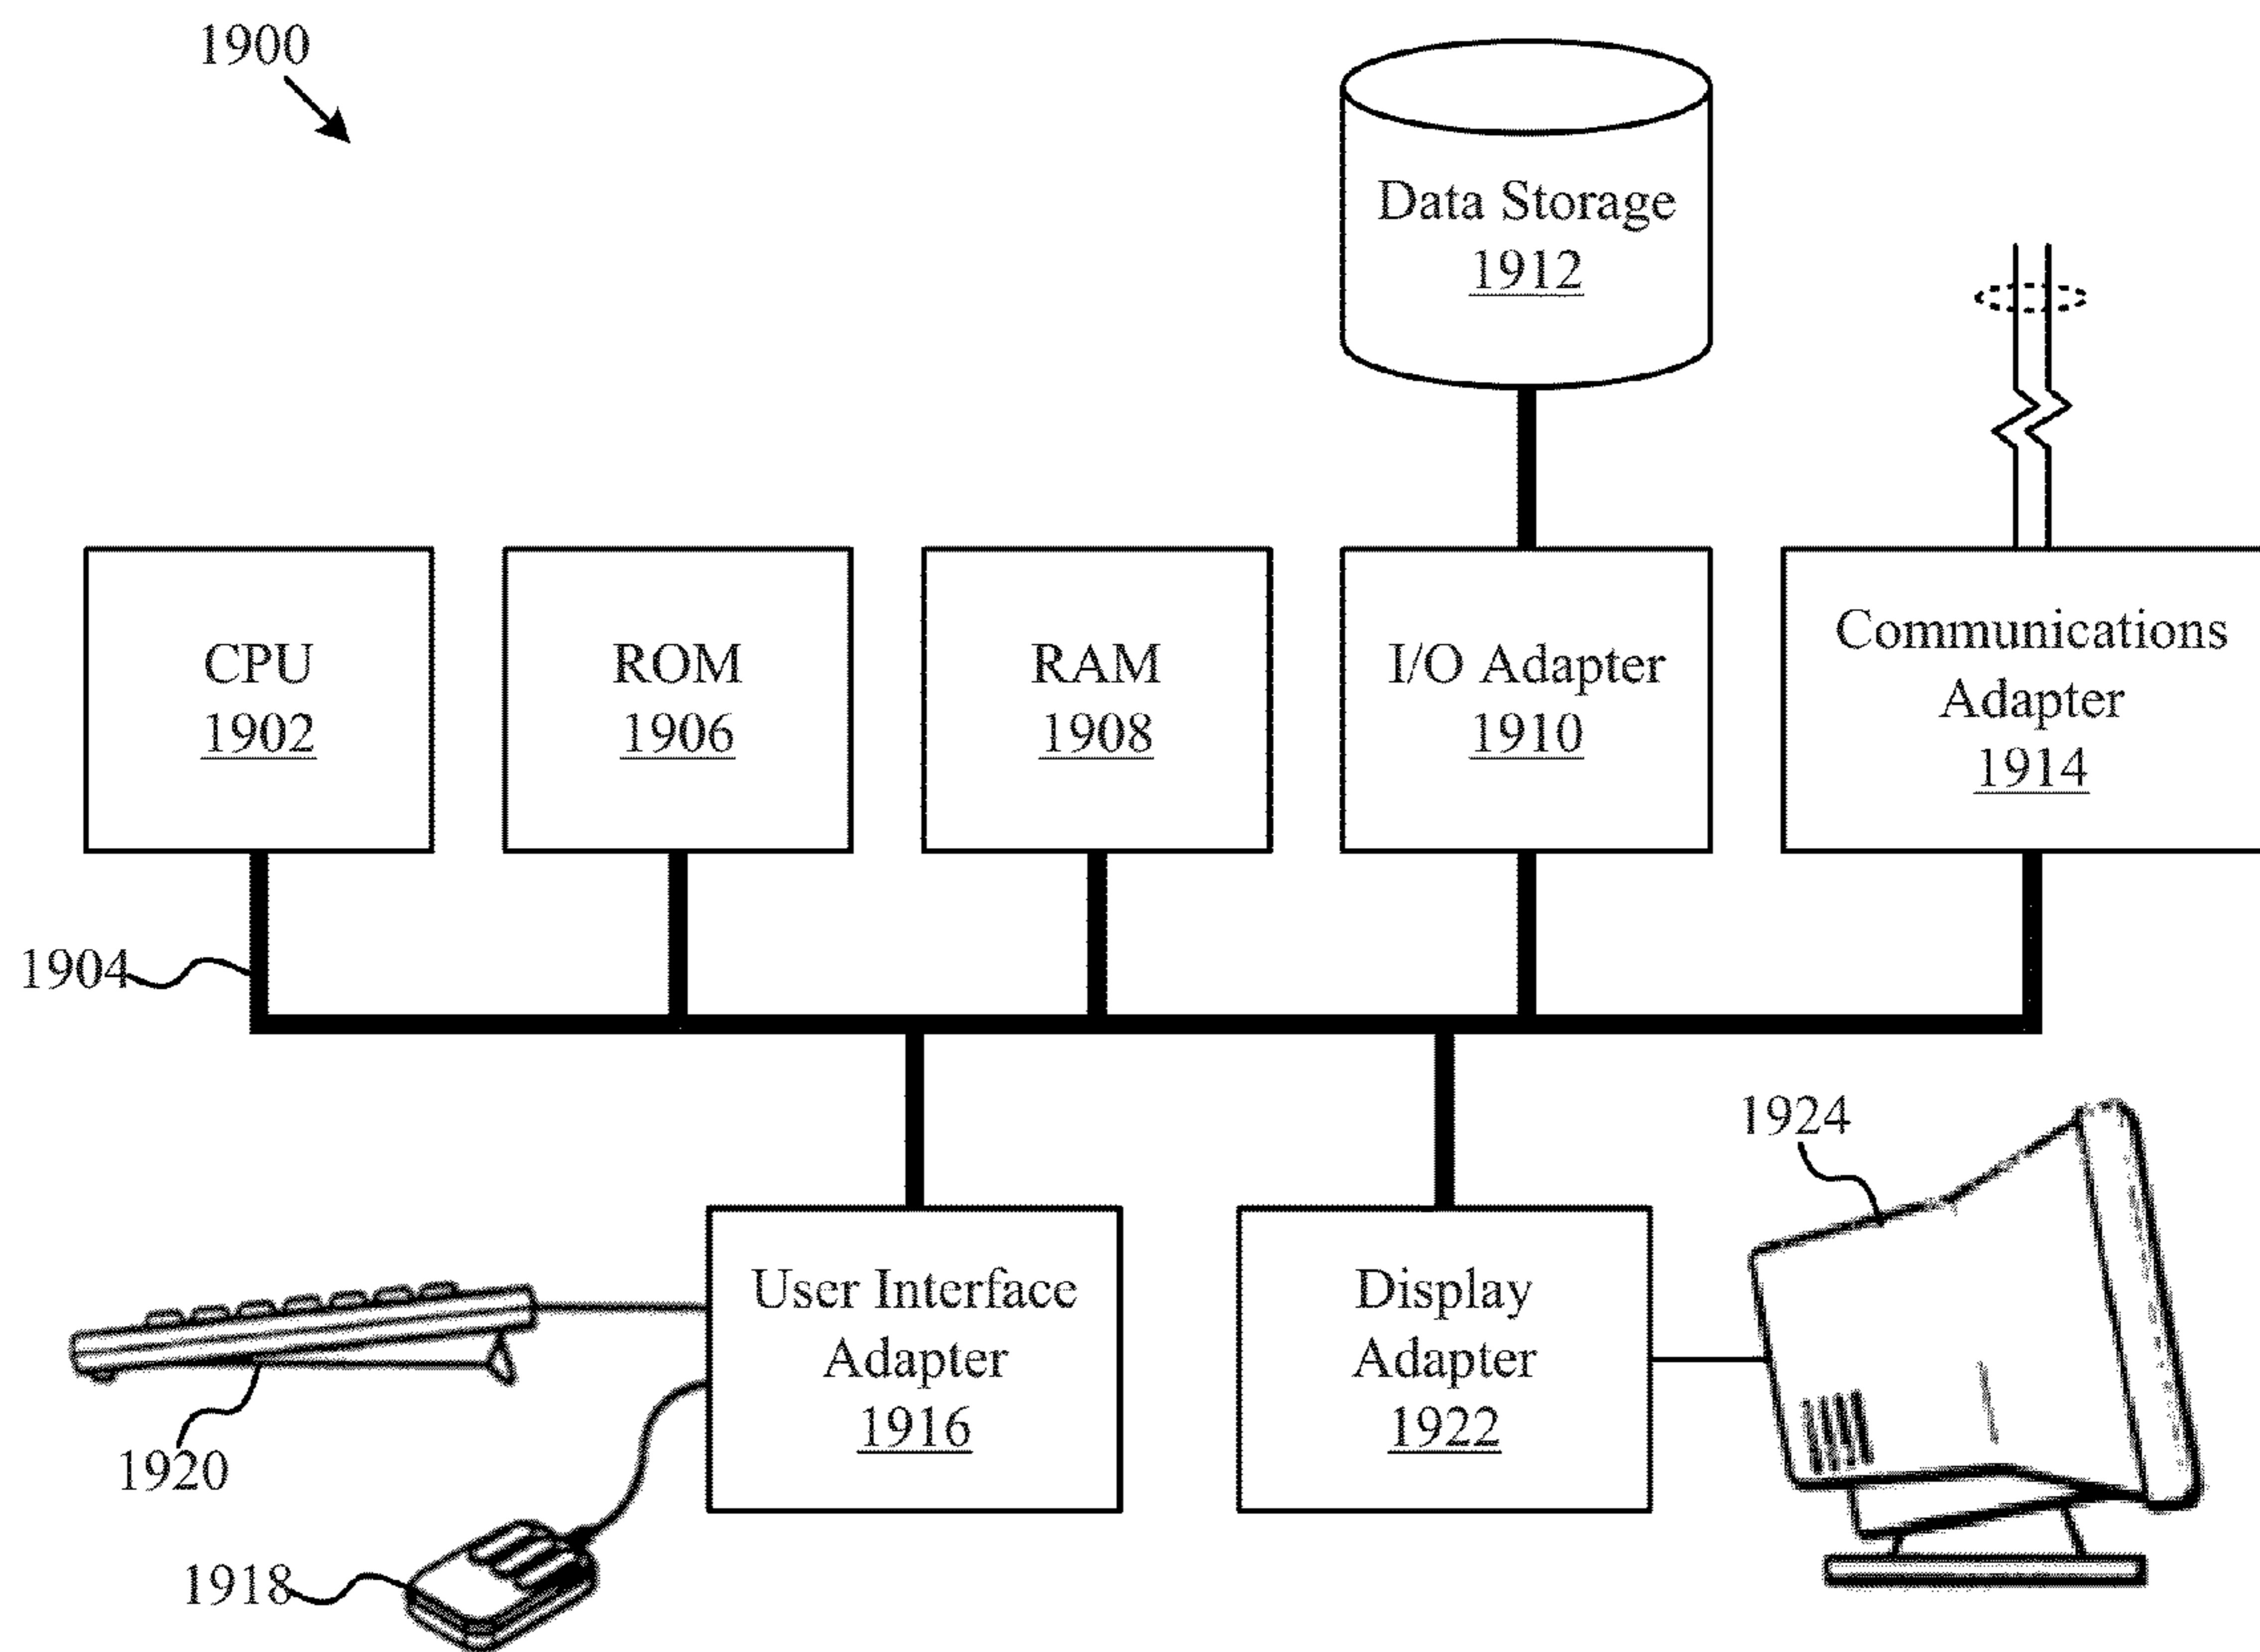 1900
Data Storage
1912
CPU
1902
ROM
1906
RAM
1908
I/O Adapter
1910
Communications
Adapter
1914
1904
1924
User Interface
Adapter
1916
Display
Adapter
1922
1920
1918